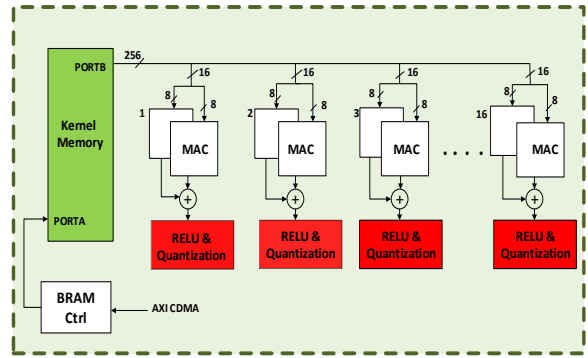 256
PORTB
16
16
16
16
8
8
8
8
8
8
8
8
1
2
3
16
Kernel
Memory
MAC
MAC
MAC
. . . .
MAC
+
+
+
+
PORTA
RELU &
Quantization
RELU &
Quantization
RELU &
Quantization
RELU &
Quantization
BRAM
Ctrl
AXI CDMA